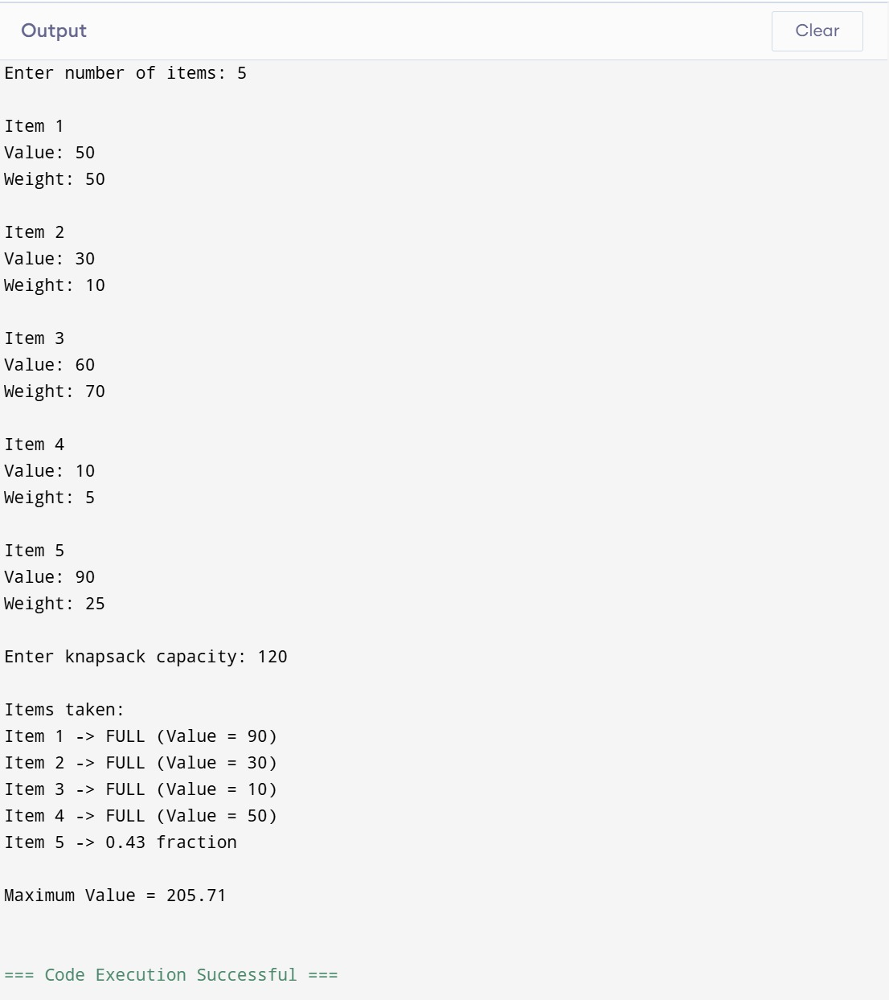 Output
Clear
Enter number of items: 5
Item 1
Value: 50
Weight: 50
Item 2
Value: 30
Weight: 10
Item 3
Value: 60
Weight: 70
Item 4
Value: 10
Weight: 5
Item 5
Value: 90
Weight: 25
Enter knapsack capacity: 120
Items taken:
Item 1 -> FULL (Value = 90)
Item 2 -> FULL (Value = 30)
Item 3 -> FULL (Value = 10)
Item 4 -> FULL (Value = 50)
Item 5 -> 0.43 fraction
Maximum Value = 205.71
=== Code Execution Successful ===